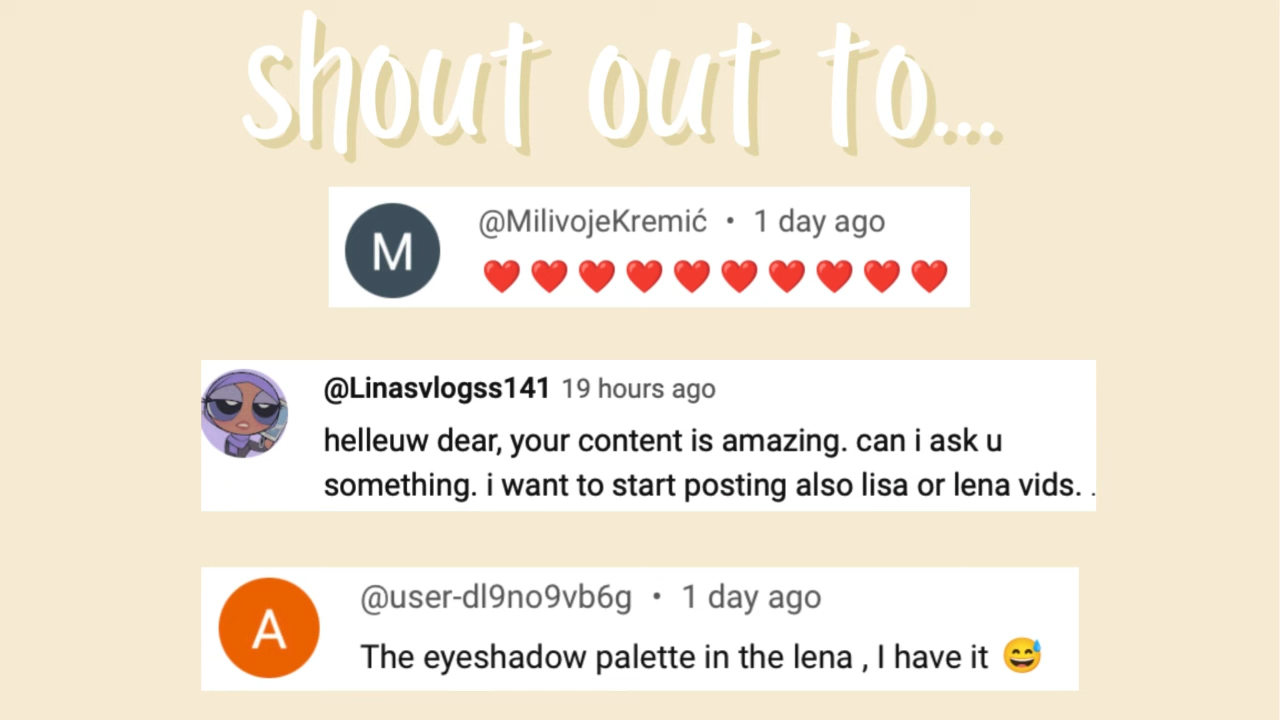 shout out to...
M
@MilivojeKremić • 1 day ago
❤️❤️❤️❤️❤️❤️❤️❤️❤️❤️
@Linasvlogss141 19 hours ago
helleuw dear, your content is amazing. can i ask u
something. i want to start posting also lisa or lena vids. .
A
@user-dl9no9vb6g • 1 day ago
The eyeshadow palette in the lena , I have it 😅